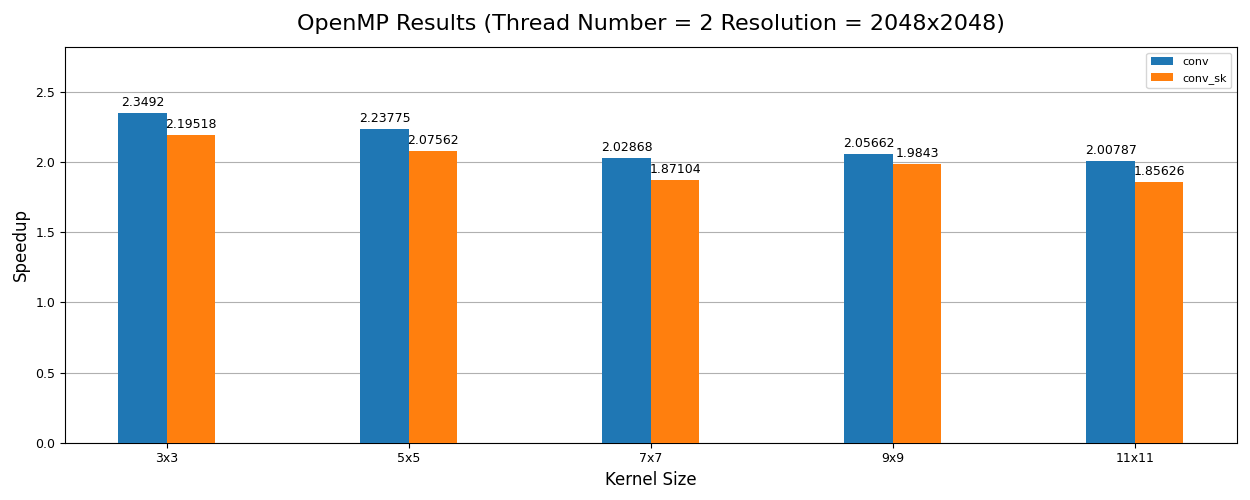 OpenMP Results (Thread Number = 2 Resolution = 2048x2048)
conv
conv_sk
2.5
2.0
1.5
1.0
0.5
0.0
Speedup
2.3492
2.19518
2.23775
2.07562
2.02868
1.87104
2.05662
1.9843
2.00787
1.85626
3x3
5x5
7x7
9x9
11x11
Kernel Size